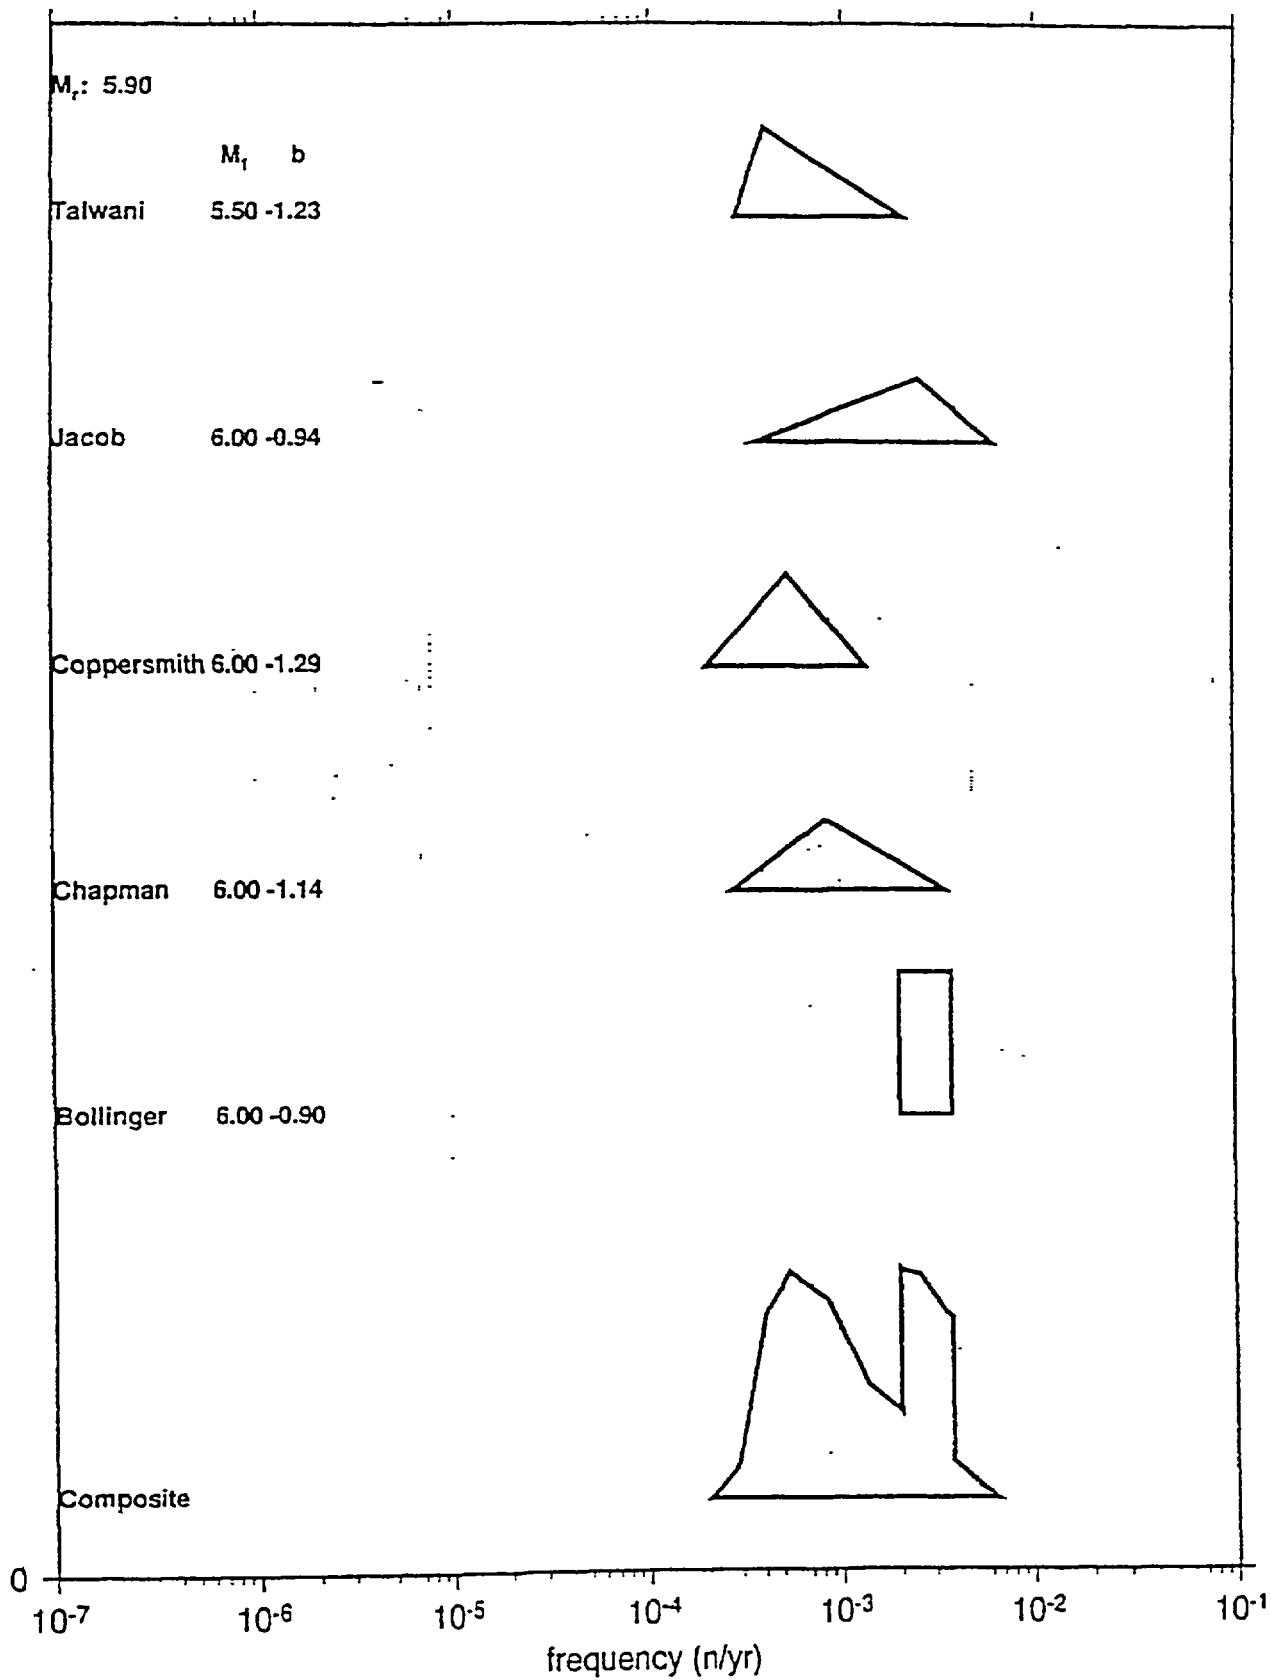 Mᵣ: 5.90
M_f b
Talwani 5.50 -1.23
Jacob 6.00 -0.94
Coppersmith 6.00 -1.29
Chapman 6.00 -1.14
Bollinger 6.00 -0.90
Composite
0
10⁻⁷ 10⁻⁶ 10⁻⁵ 10⁻⁴ 10⁻³ 10⁻² 10⁻¹
frequency (n/yr)